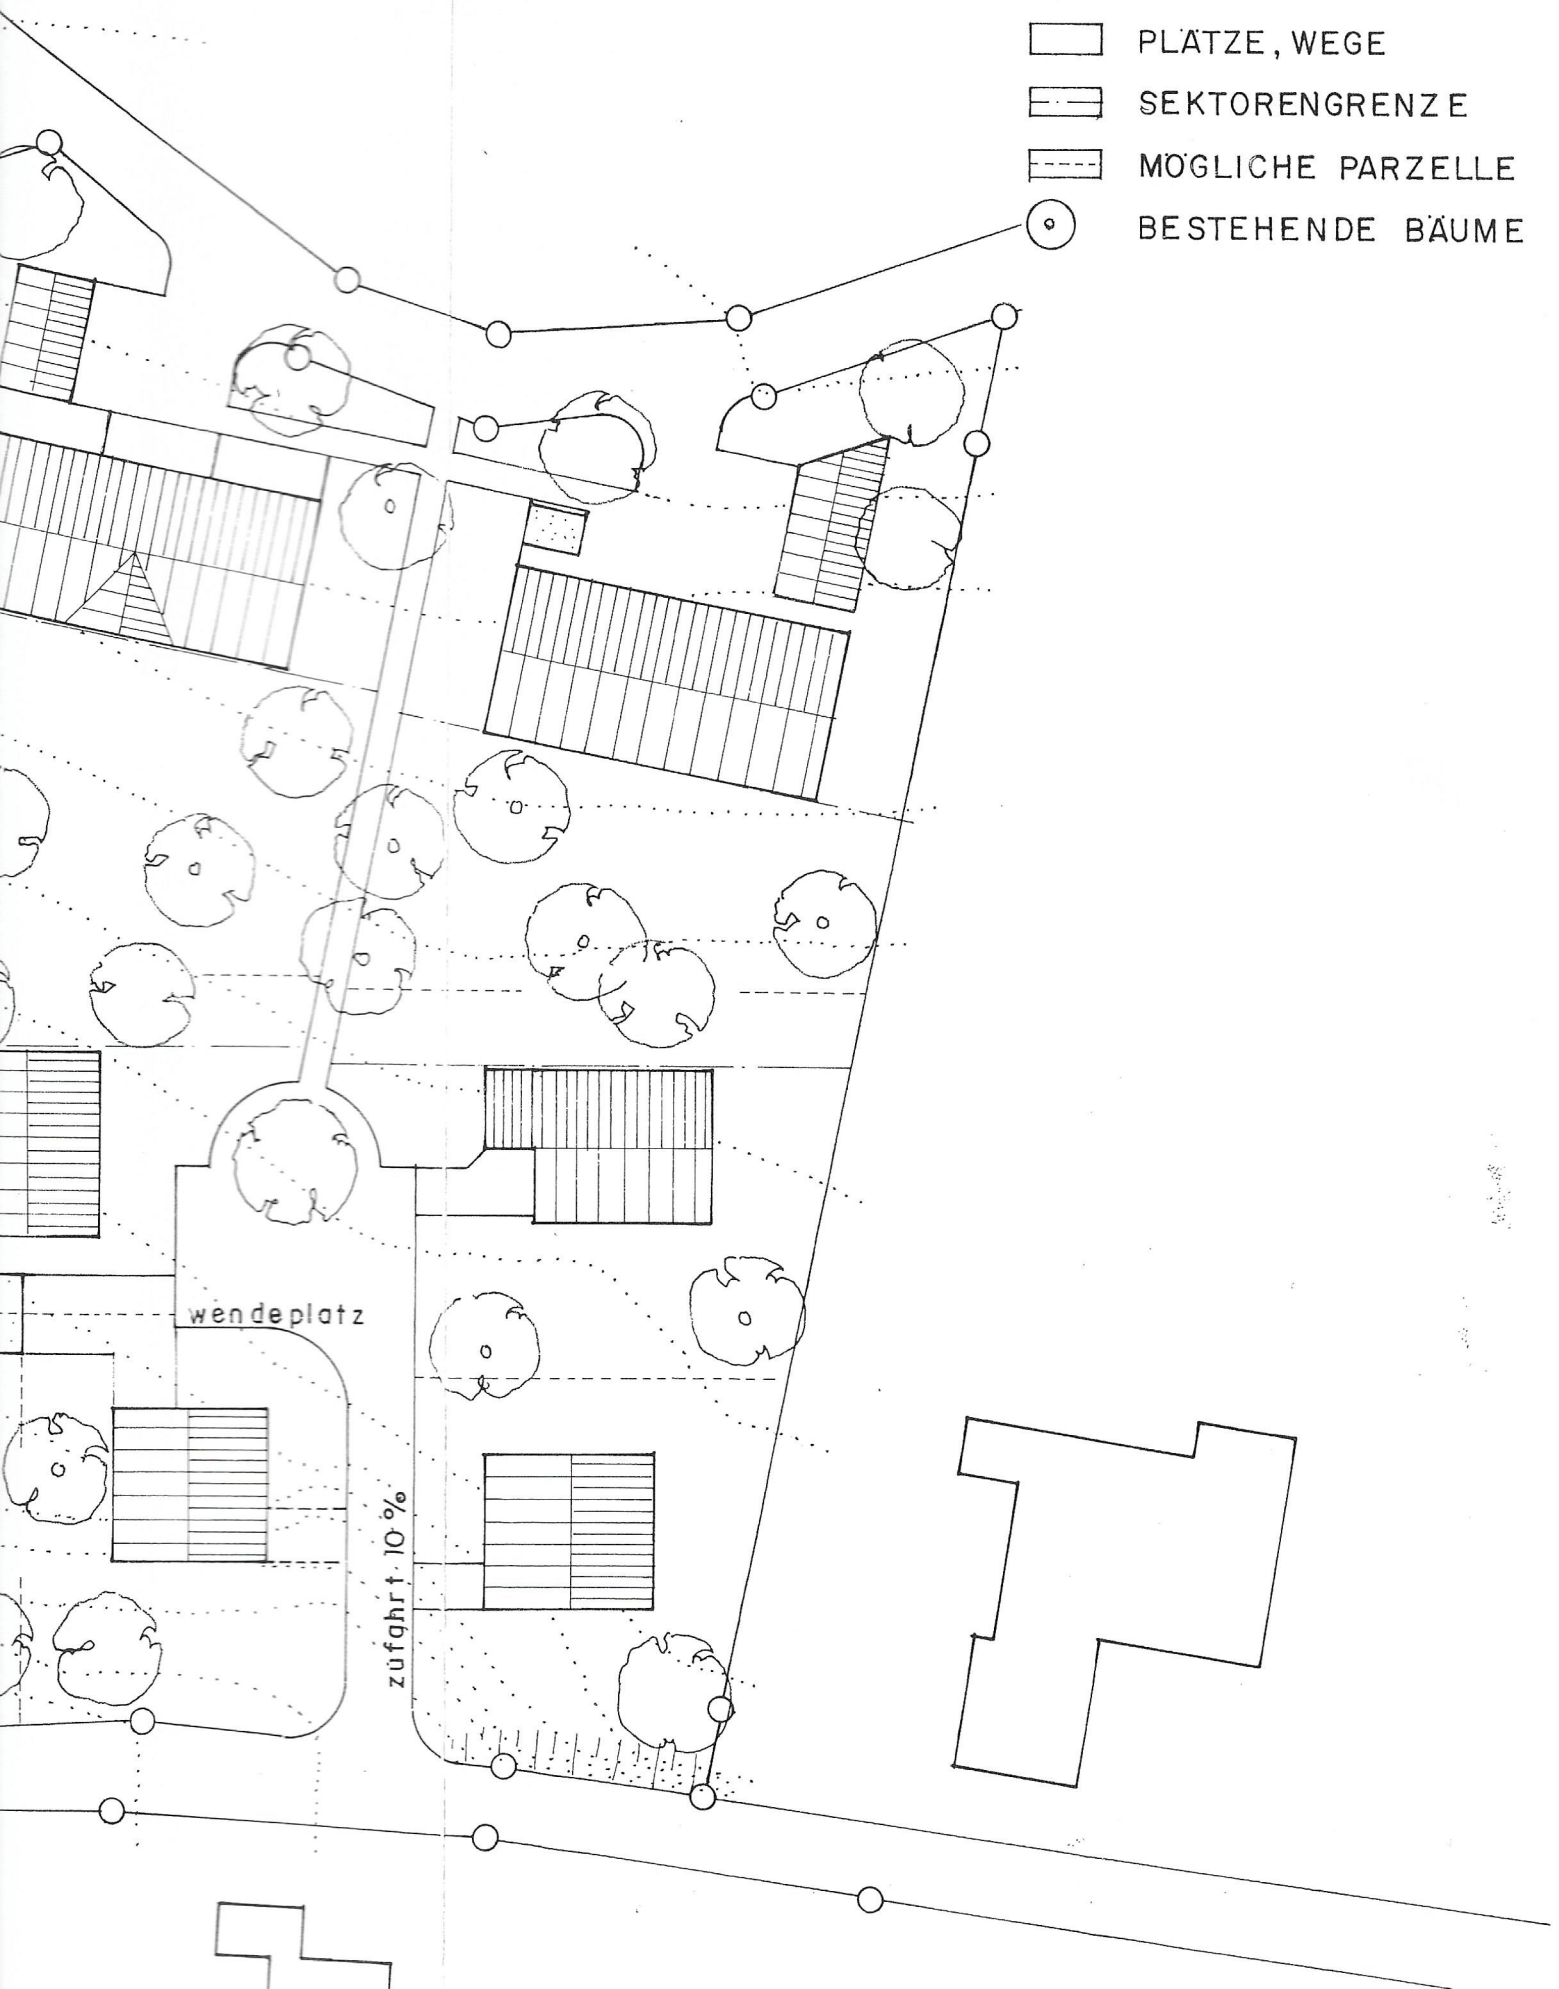 PLÄTZE, WEGE
SEKTORENGRENZE
MÖGLICHE PARZELLE
BESTEHENDE BÄUME
wendeplatz
zufahrt 10 %